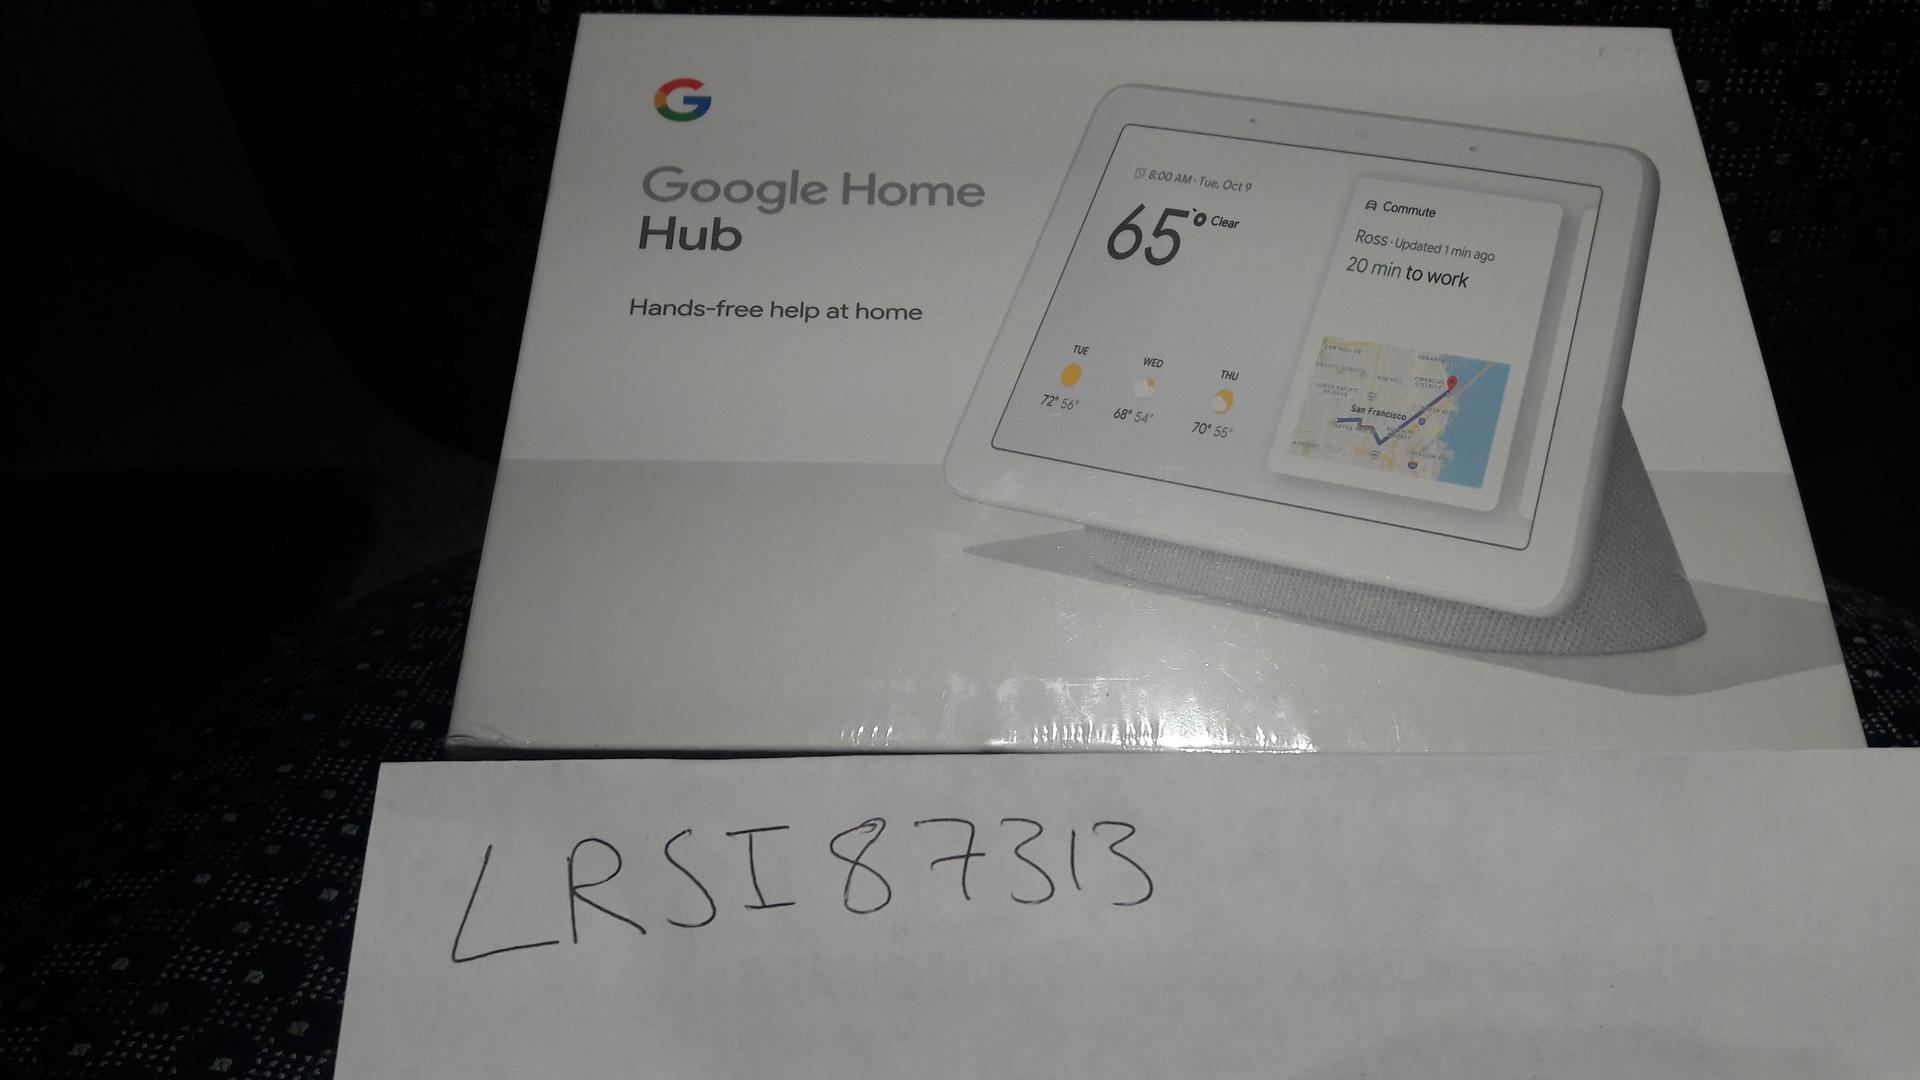 G
Google Home
Hub
Hands-free help at home
8:00 AM · Tue, Oct 9
65° Clear
TUE
72° 56°
WED
68° 54°
THU
70° 55°
Commute
Ross · Updated 1 min ago
20 min to work
San Francisco
LRSI87313